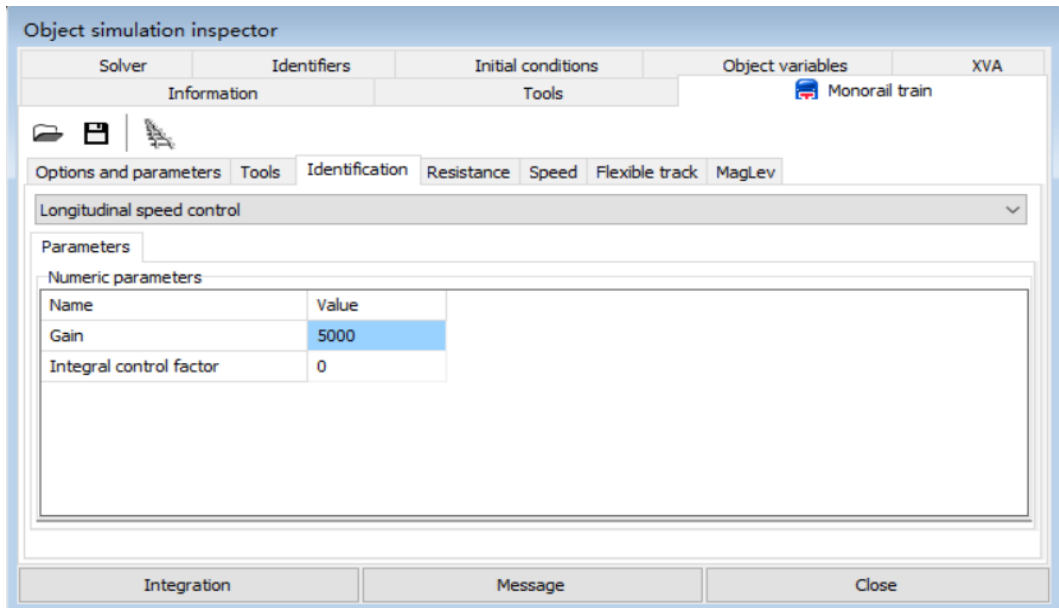 Object simulation inspector
Solver Identifiers Initial conditions Object variables XVA
Information Tools Monorail train
Options and parameters Tools Identification Resistance Speed Flexible track MagLev
Longitudinal speed control
Parameters
Numeric parameters
Name Value
Gain 5000
Integral control factor 0
Integration Message Close